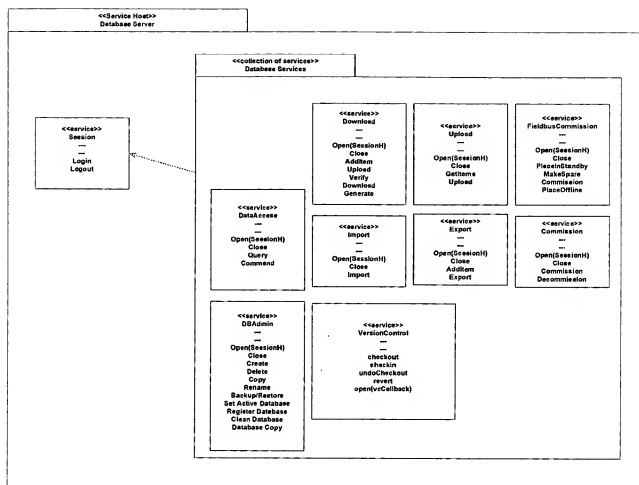 <<Service Host>>
Database Server
<<collection of services>>
Database Services
<<service>>
Session
---
---
Login
Logout
<<service>>
Download
---
---
Open(SessionH)
Close
AddItem
Upload
Verify
Download
Generate
<<service>>
Upload
---
---
Open(SessionH)
Close
GetItems
Upload
<<service>>
FieldbusCommission
---
---
Open(SessionH)
Close
PlaceInStandby
MakeSpare
Commission
PlaceOffline
<<service>>
DataAccess
---
---
Open(SessionH)
Close
Query
Command
<<service>>
Import
---
---
Open(SessionH)
Close
Import
<<service>>
Export
---
---
Open(SessionH)
Close
AddItem
Export
<<service>>
Commission
---
---
Open(SessionH)
Close
Commission
Decommission
<<service>>
DBAdmin
---
---
Open(SessionH)
Close
Create
Delete
Copy
Rename
Backup/Restore
Set Active Database
Register Database
Clean Database
Database Copy
<<service>>
VersionControl
---
---
checkout
checkin
undoCheckout
revert
open(vcCallback)